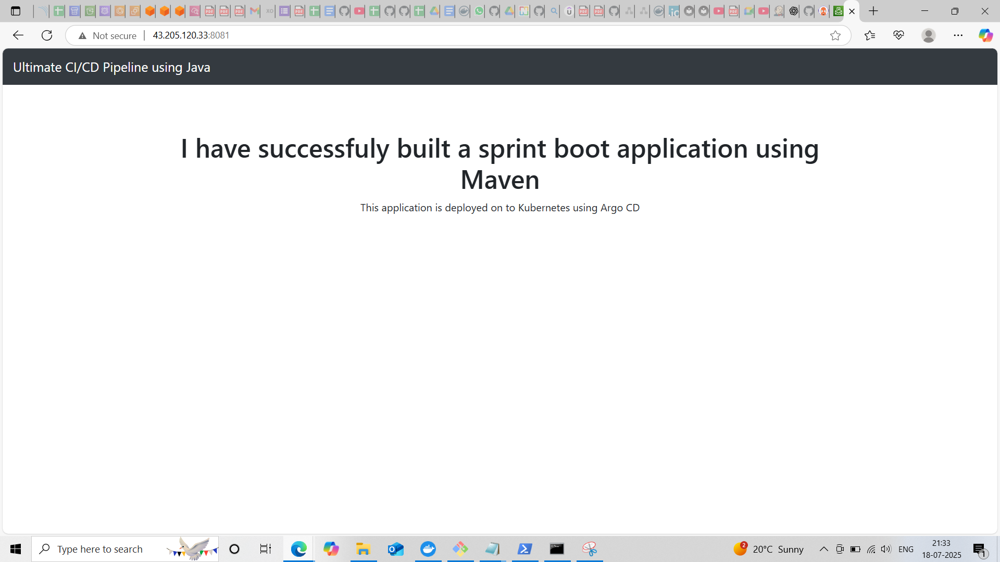 Not secure
43.205.120.33:8081
Ultimate CI/CD Pipeline using Java
I have successfuly built a sprint boot application using
Maven
This application is deployed on to Kubernetes using Argo CD
Type here to search
2
20°C Sunny
ENG
21:33
18-07-2025
1